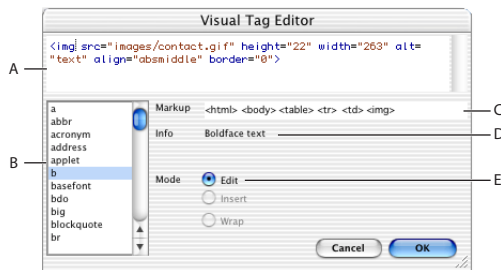 Visual Tag Editor
<img src="images/contact.gif" height="22" width="263" alt=
"text" align="absmiddle" border="0">
A
B
a
abbr
acronym
address
applet
b
basefont
bdo
big
blockquote
br
Markup <html> <body> <table> <tr> <td> <img>
C
Info Boldface text
D
Mode Edit
E
Insert
Wrap
Cancel OK